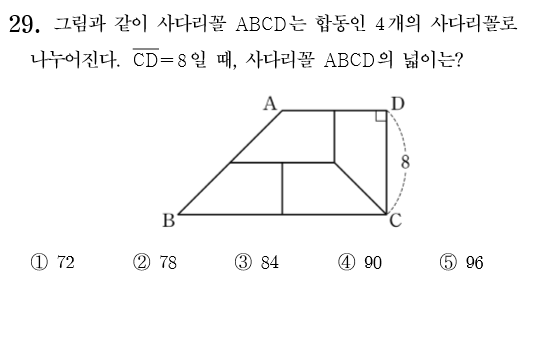 29. 그림과 같이 사다리꼴 ABCD는 합동인 4개의 사다리꼴로
나누어진다. CD=8일 때, 사다리꼴 ABCD의 넓이는?
A D
8
B C
① 72 ② 78 ③ 84 ④ 90 ⑤ 96